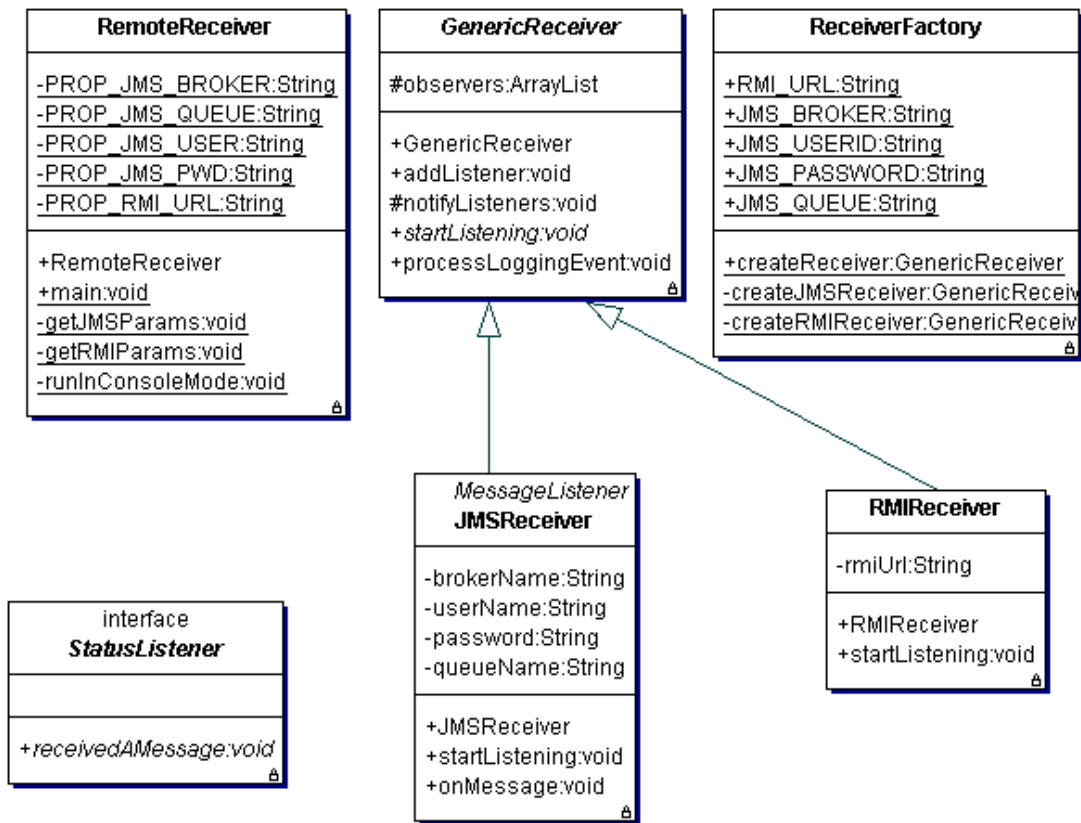 RemoteReceiver
-PROP_JMS_BROKER:String
-PROP_JMS_QUEUE:String
-PROP_JMS_USER:String
-PROP_JMS_PWD:String
-PROP_RMI_URL:String
+RemoteReceiver
+main:void
-getJMSParams:void
-getRMIParams:void
-runInConsoleMode:void
GenericReceiver
#observers:ArrayList
+GenericReceiver
+addListener:void
#notifyListeners:void
+startListening:void
+processLoggingEvent:void
ReceiverFactory
+RMI_URL:String
+JMS_BROKER:String
+JMS_USERID:String
+JMS_PASSWORD:String
+JMS_QUEUE:String
+createReceiver:GenericReceiver
-createJMSReceiver:GenericReceiv
-createRMIReceiver:GenericReceiv
MessageListener
JMSReceiver
-brokerName:String
-userName:String
-password:String
-queueName:String
+JMSReceiver
+startListening:void
+onMessage:void
RMIReceiver
-rmiUrl:String
+RMIReceiver
+startListening:void
interface
StatusListener
+receivedAMessage:void